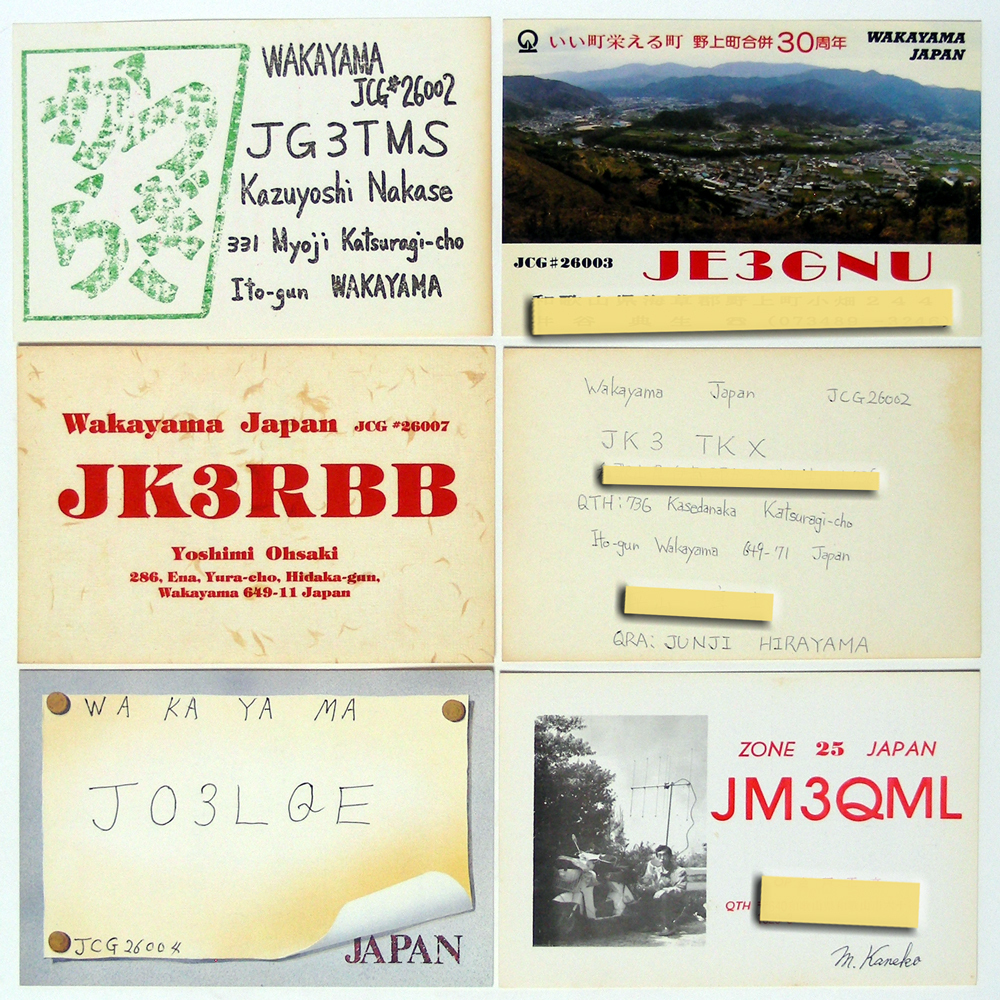 かつらぎ
WAKAYAMA
JCG#26002
JG3TMS
Kazuyoshi Nakase
331 Myoji Katsuragi-cho
Ito-gun WAKAYAMA
いい町栄える町 野上町合併30周年
WAKAYAMA
JAPAN
JCG#26003 JE3GNU
Wakayama Japan JCG #26007
JK3RBB
Yoshimi Ohsaki
286, Ena, Yura-cho, Hidaka-gun,
Wakayama 649-11 Japan
Wakayama Japan JCG26002
JK3 TKX
QTH: 736 Kasedanaka Katsuragi-cho
Ito-gun Wakayama 649-71 Japan
QRA: JUNJI HIRAYAMA
WA KA YA MA
JO3LQE
JCG26004
JAPAN
ZONE 25 JAPAN
JM3QML
QTH
M. Kaneko